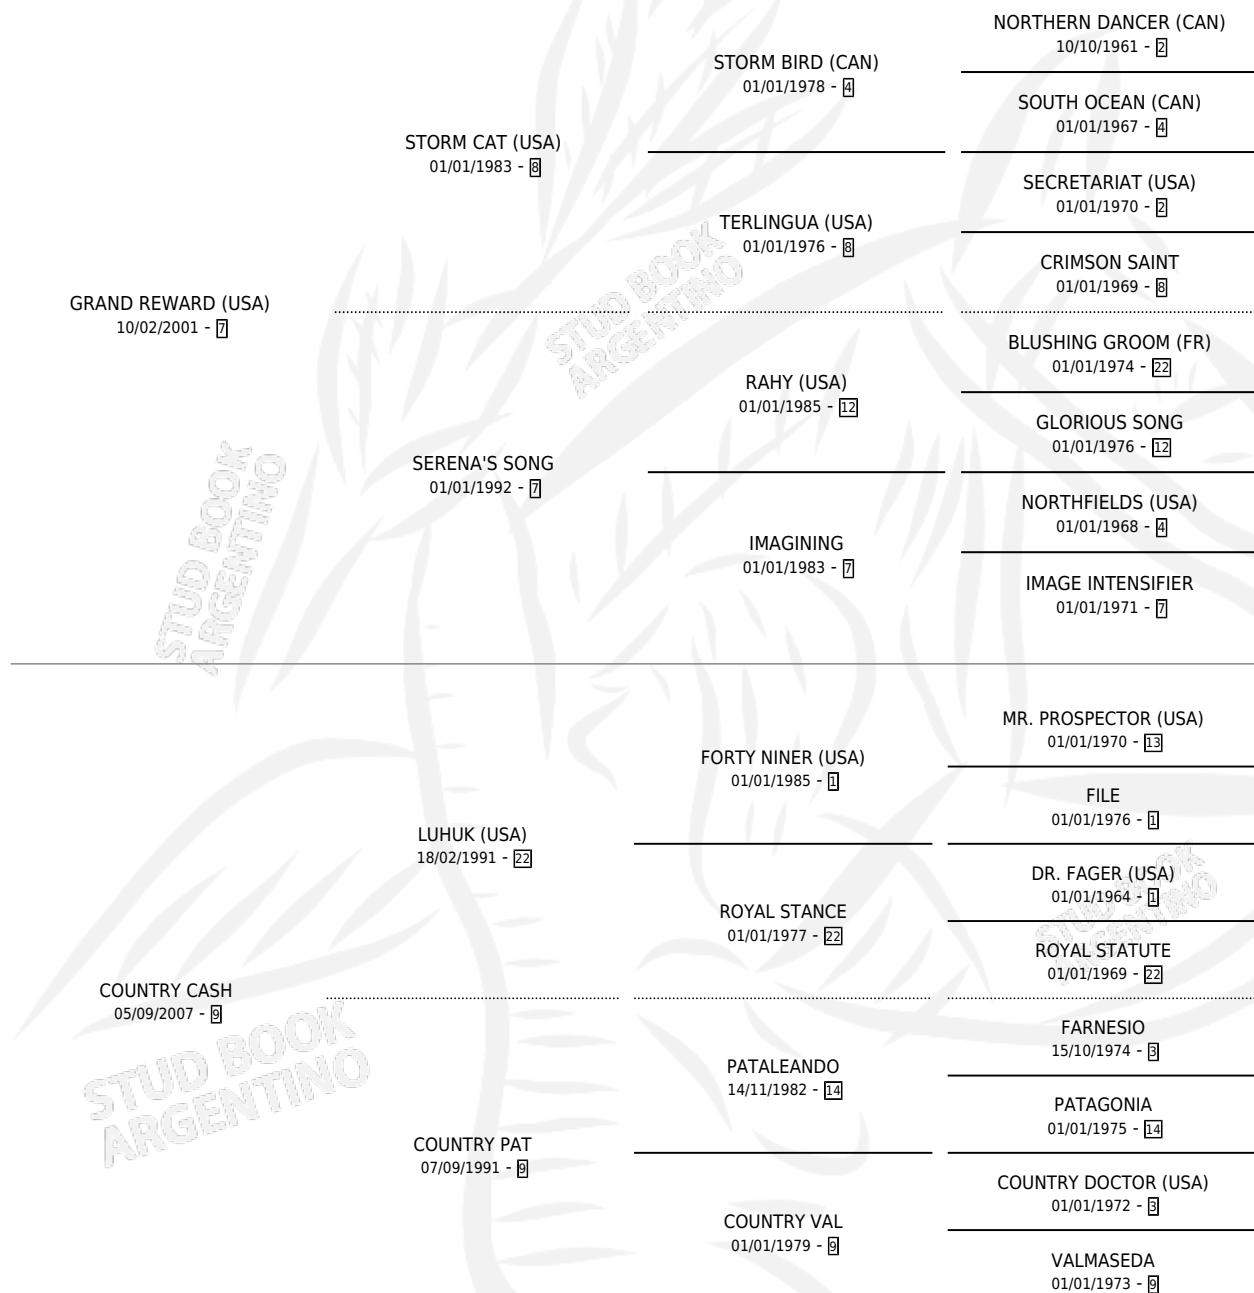 NORTHERN DANCER (CAN)
10/10/1961 - 2
STORM BIRD (CAN)
01/01/1978 - 4
SOUTH OCEAN (CAN)
01/01/1967 - 4
STORM CAT (USA)
01/01/1983 - 8
SECRETARIAT (USA)
01/01/1970 - 2
TERLINGUA (USA)
01/01/1976 - 8
CRIMSON SAINT
01/01/1969 - 8
GRAND REWARD (USA)
10/02/2001 - 7
BLUSHING GROOM (FR)
01/01/1974 - 22
RAHY (USA)
01/01/1985 - 12
GLORIOUS SONG
01/01/1976 - 12
SERENA'S SONG
01/01/1992 - 7
NORTHFIELDS (USA)
01/01/1968 - 4
IMAGINING
01/01/1983 - 7
IMAGE INTENSIFIER
01/01/1971 - 7
STUD BOOK
ARGENTINO
STUD BOOK
ARGENTINO
MR. PROSPECTOR (USA)
01/01/1970 - 13
FORTY NINER (USA)
01/01/1985 - 1
FILE
01/01/1976 - 1
LUHUK (USA)
18/02/1991 - 22
DR. FAGER (USA)
01/01/1964 - 1
ROYAL STANCE
01/01/1977 - 22
ROYAL STATUTE
01/01/1969 - 22
COUNTRY CASH
05/09/2007 - 9
FARNESIO
15/10/1974 - 3
PATALEANDO
14/11/1982 - 14
PATAGONIA
01/01/1975 - 14
COUNTRY PAT
07/09/1991 - 9
COUNTRY DOCTOR (USA)
01/01/1972 - 3
COUNTRY VAL
01/01/1979 - 9
VALMASEDA
01/01/1973 - 9
STUD BOOK
ARGENTINO
STUD BOOK
ARGENTINO